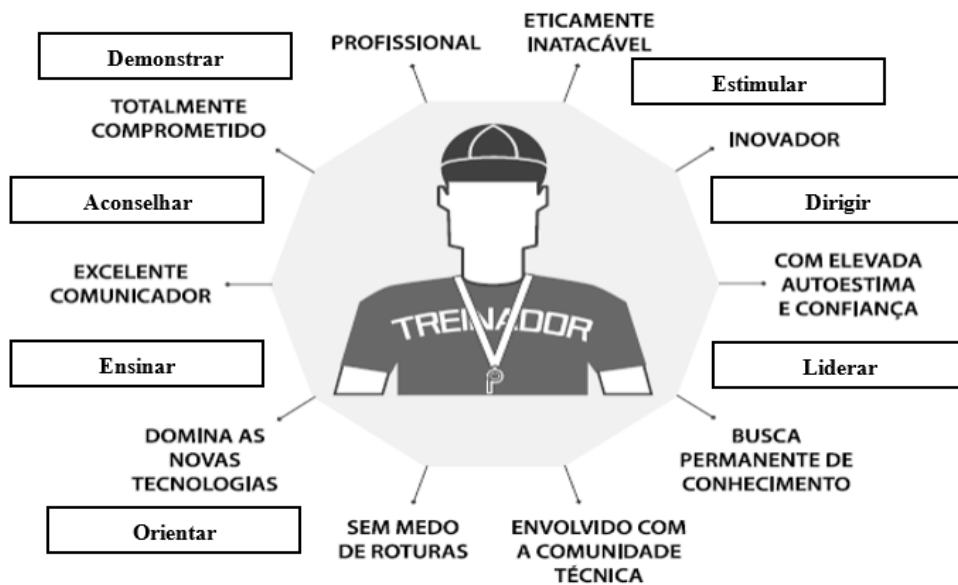 PROFISSIONAL
ETICAMENTE
INATACÁVEL
Demonstrar
Estimular
TOTALMENTE
COMPROMETIDO
INOVADOR
Aconselhar
Dirigir
EXCELENTE
COMUNICADOR
COM ELEVADA
AUTOESTIMA
E CONFIANÇA
TREINADOR
Ensinar
Liderar
DOMINA AS
NOVAS
TECNOLOGIAS
BUSCA
PERMANENTE DE
CONHECIMENTO
Orientar
SEM MEDO
DE ROTURAS
ENVOLVIDO COM
A COMUNIDADE
TÉCNICA